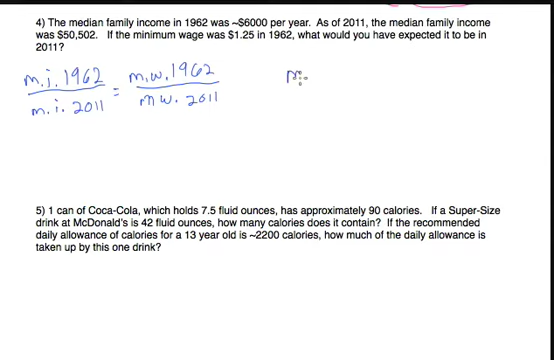 4) The median family income in 1962 was ~$6000 per year. As of 2011, the median family income
was $50,502. If the minimum wage was $1.25 in 1962, what would you have expected it to be in
2011?
m.i. 1962 = m.w. 1962
m.i. 2011 m w. 2011
5) 1 can of Coca-Cola, which holds 7.5 fluid ounces, has approximately 90 calories. If a Super-Size
drink at McDonald's is 42 fluid ounces, how many calories does it contain? If the recommended
daily allowance of calories for a 13 year old is ~2200 calories, how much of the daily allowance is
taken up by this one drink?